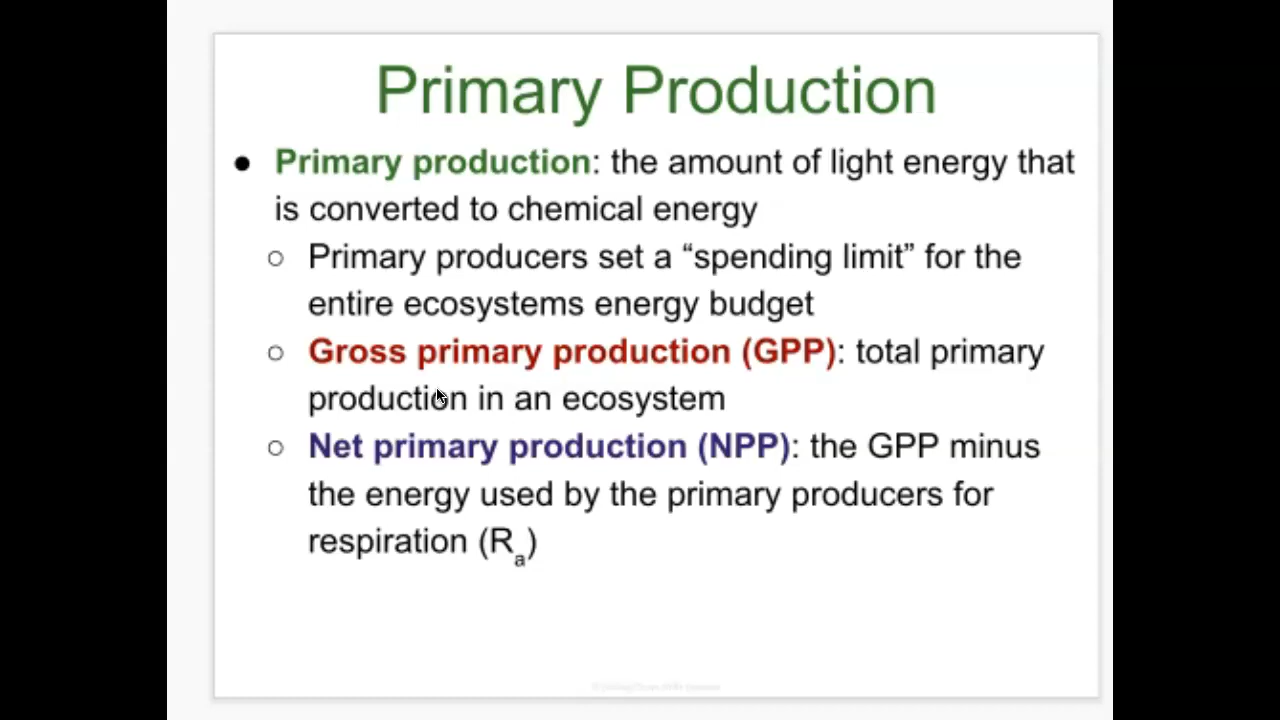 Primary Production
● Primary production: the amount of light energy that
is converted to chemical energy
○ Primary producers set a “spending limit” for the
entire ecosystems energy budget
○ Gross primary production (GPP): total primary
production in an ecosystem
○ Net primary production (NPP): the GPP minus
the energy used by the primary producers for
respiration (Ra)